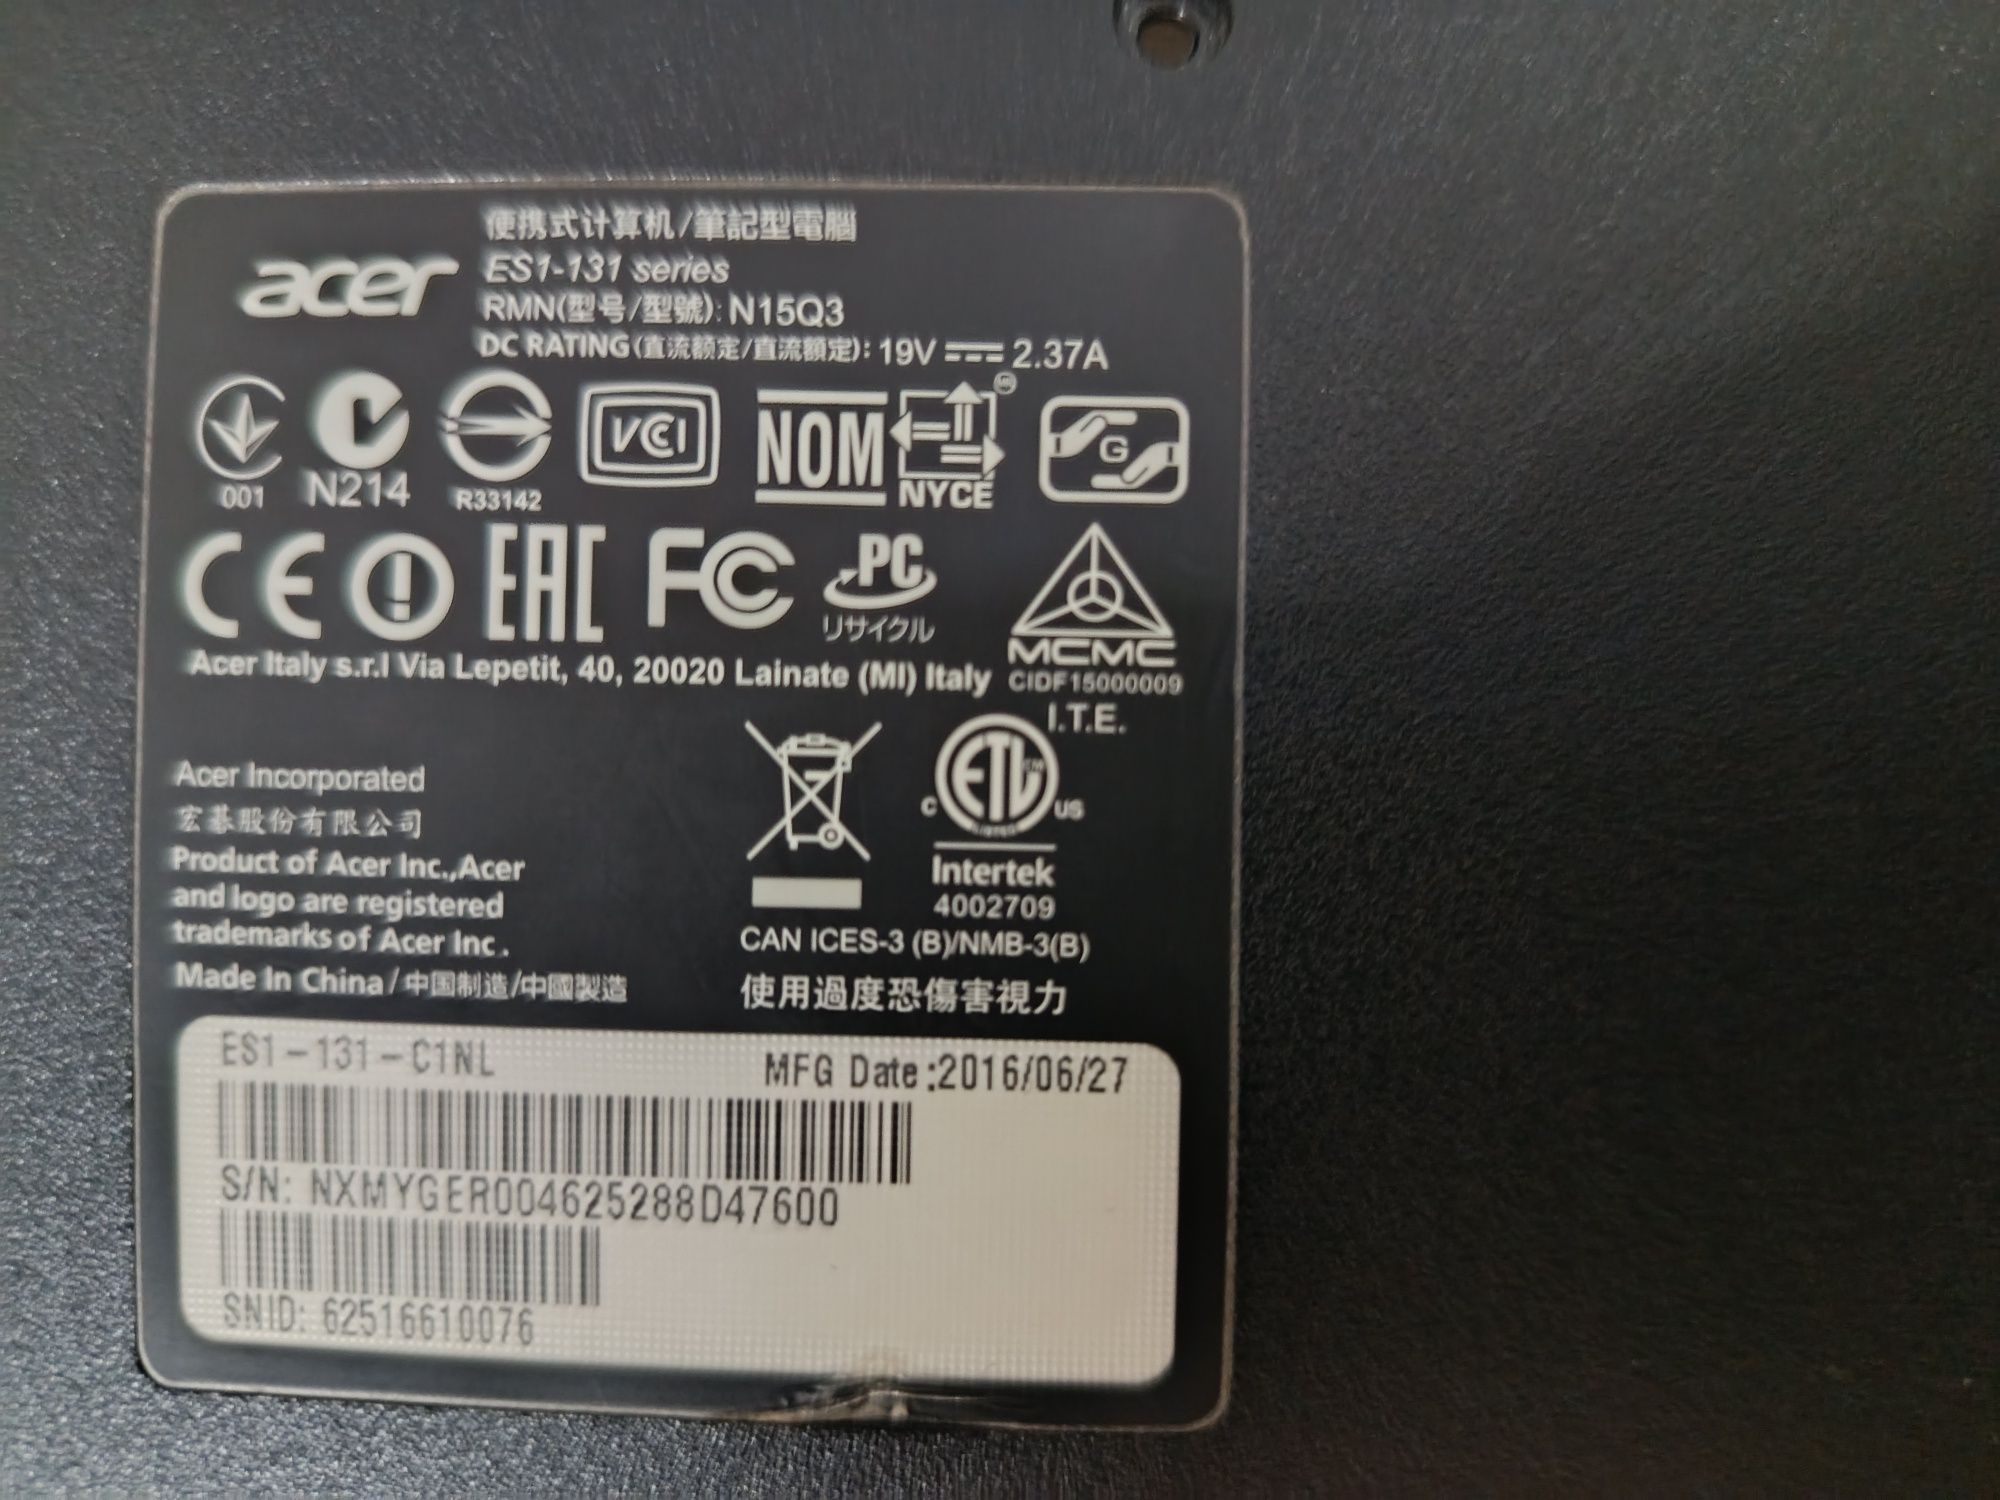 acer
便携式计算机/筆記型電腦
ES1-131 series
RMN(型号/型號): N15Q3
DC RATING(直流额定/直流額定): 19V ⎓ 2.37A
001
N214
R33142
VCI
NOM
NYCE
G
CE
EAC
FC
PC
リサイクル
MCMC
CIDF15000009
Acer Italy s.r.l Via Lepetit, 40, 20020 Lainate (MI) Italy
I.T.E.
Acer Incorporated
宏碁股份有限公司
Product of Acer Inc.,Acer
and logo are registered
trademarks of Acer Inc.
Made In China/中国制造/中國製造
C ETL US
LISTED
Intertek
4002709
CAN ICES-3 (B)/NMB-3(B)
使用過度恐傷害視力
ES1-131-C1NL
MFG Date:2016/06/27
S/N: NXMYGER004625288D47600
SNID: 62516610076